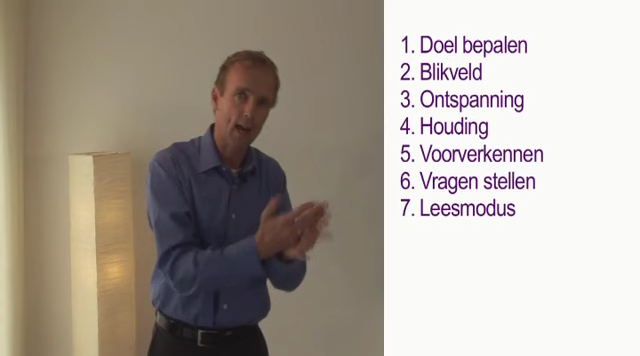 1. Doel bepalen
2. Blikveld
3. Ontspanning
4. Houding
5. Voorverkennen
6. Vragen stellen
7. Leesmodus